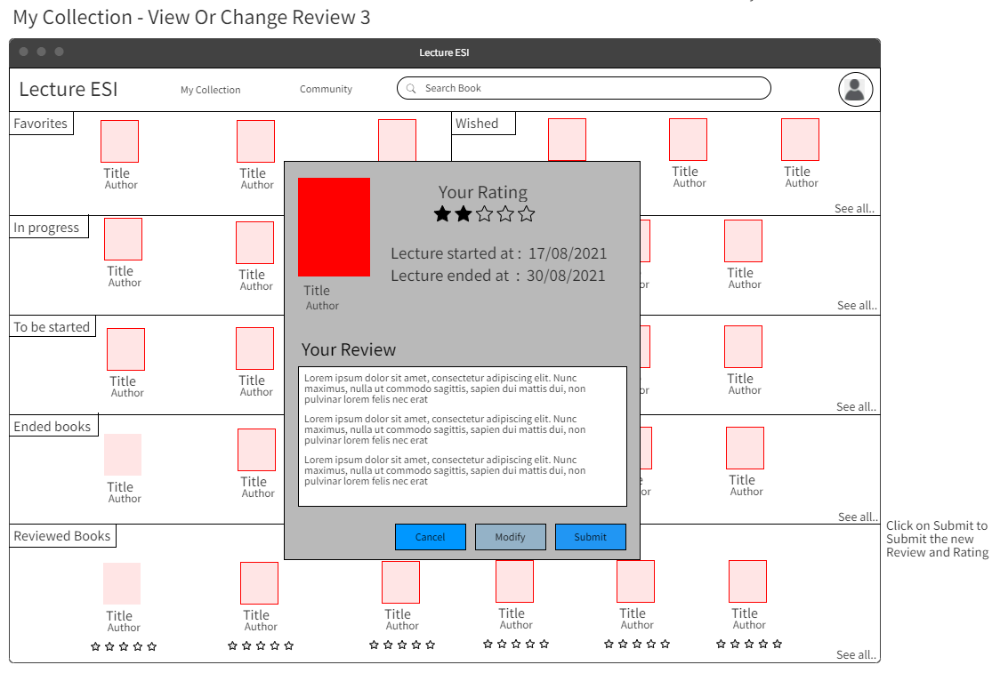 My Collection - View Or Change Review 3
Lecture ESI
Lecture ESI
My Collection
Community
Search Book
Favorites
Title
Author
Title
Author
Wished
Title
Author
Title
Author
See all..
In progress
Title
Author
Title
Author
Title
Author
See all..
To be started
Title
Author
Title
Author
Title
Author
See all..
Ended books
Title
Author
Title
Author
Title
Author
See all..
Your Rating
Lecture started at : 17/08/2021
Lecture ended at : 30/08/2021
Title
Author
Your Review
Lorem ipsum dolor sit amet, consectetur adipiscing elit. Nunc
maximus, nulla ut commodo sagittis, sapien dui mattis dui, non
pulvinar lorem felis nec erat
Lorem ipsum dolor sit amet, consectetur adipiscing elit. Nunc
maximus, nulla ut commodo sagittis, sapien dui mattis dui, non
pulvinar lorem felis nec erat
Lorem ipsum dolor sit amet, consectetur adipiscing elit. Nunc
maximus, nulla ut commodo sagittis, sapien dui mattis dui, non
pulvinar lorem felis nec erat
Cancel
Modify
Submit
Reviewed Books
Title
Author
Title
Author
Title
Author
Title
Author
Title
Author
Title
Author
See all..
Click on Submit to
Submit the new
Review and Rating